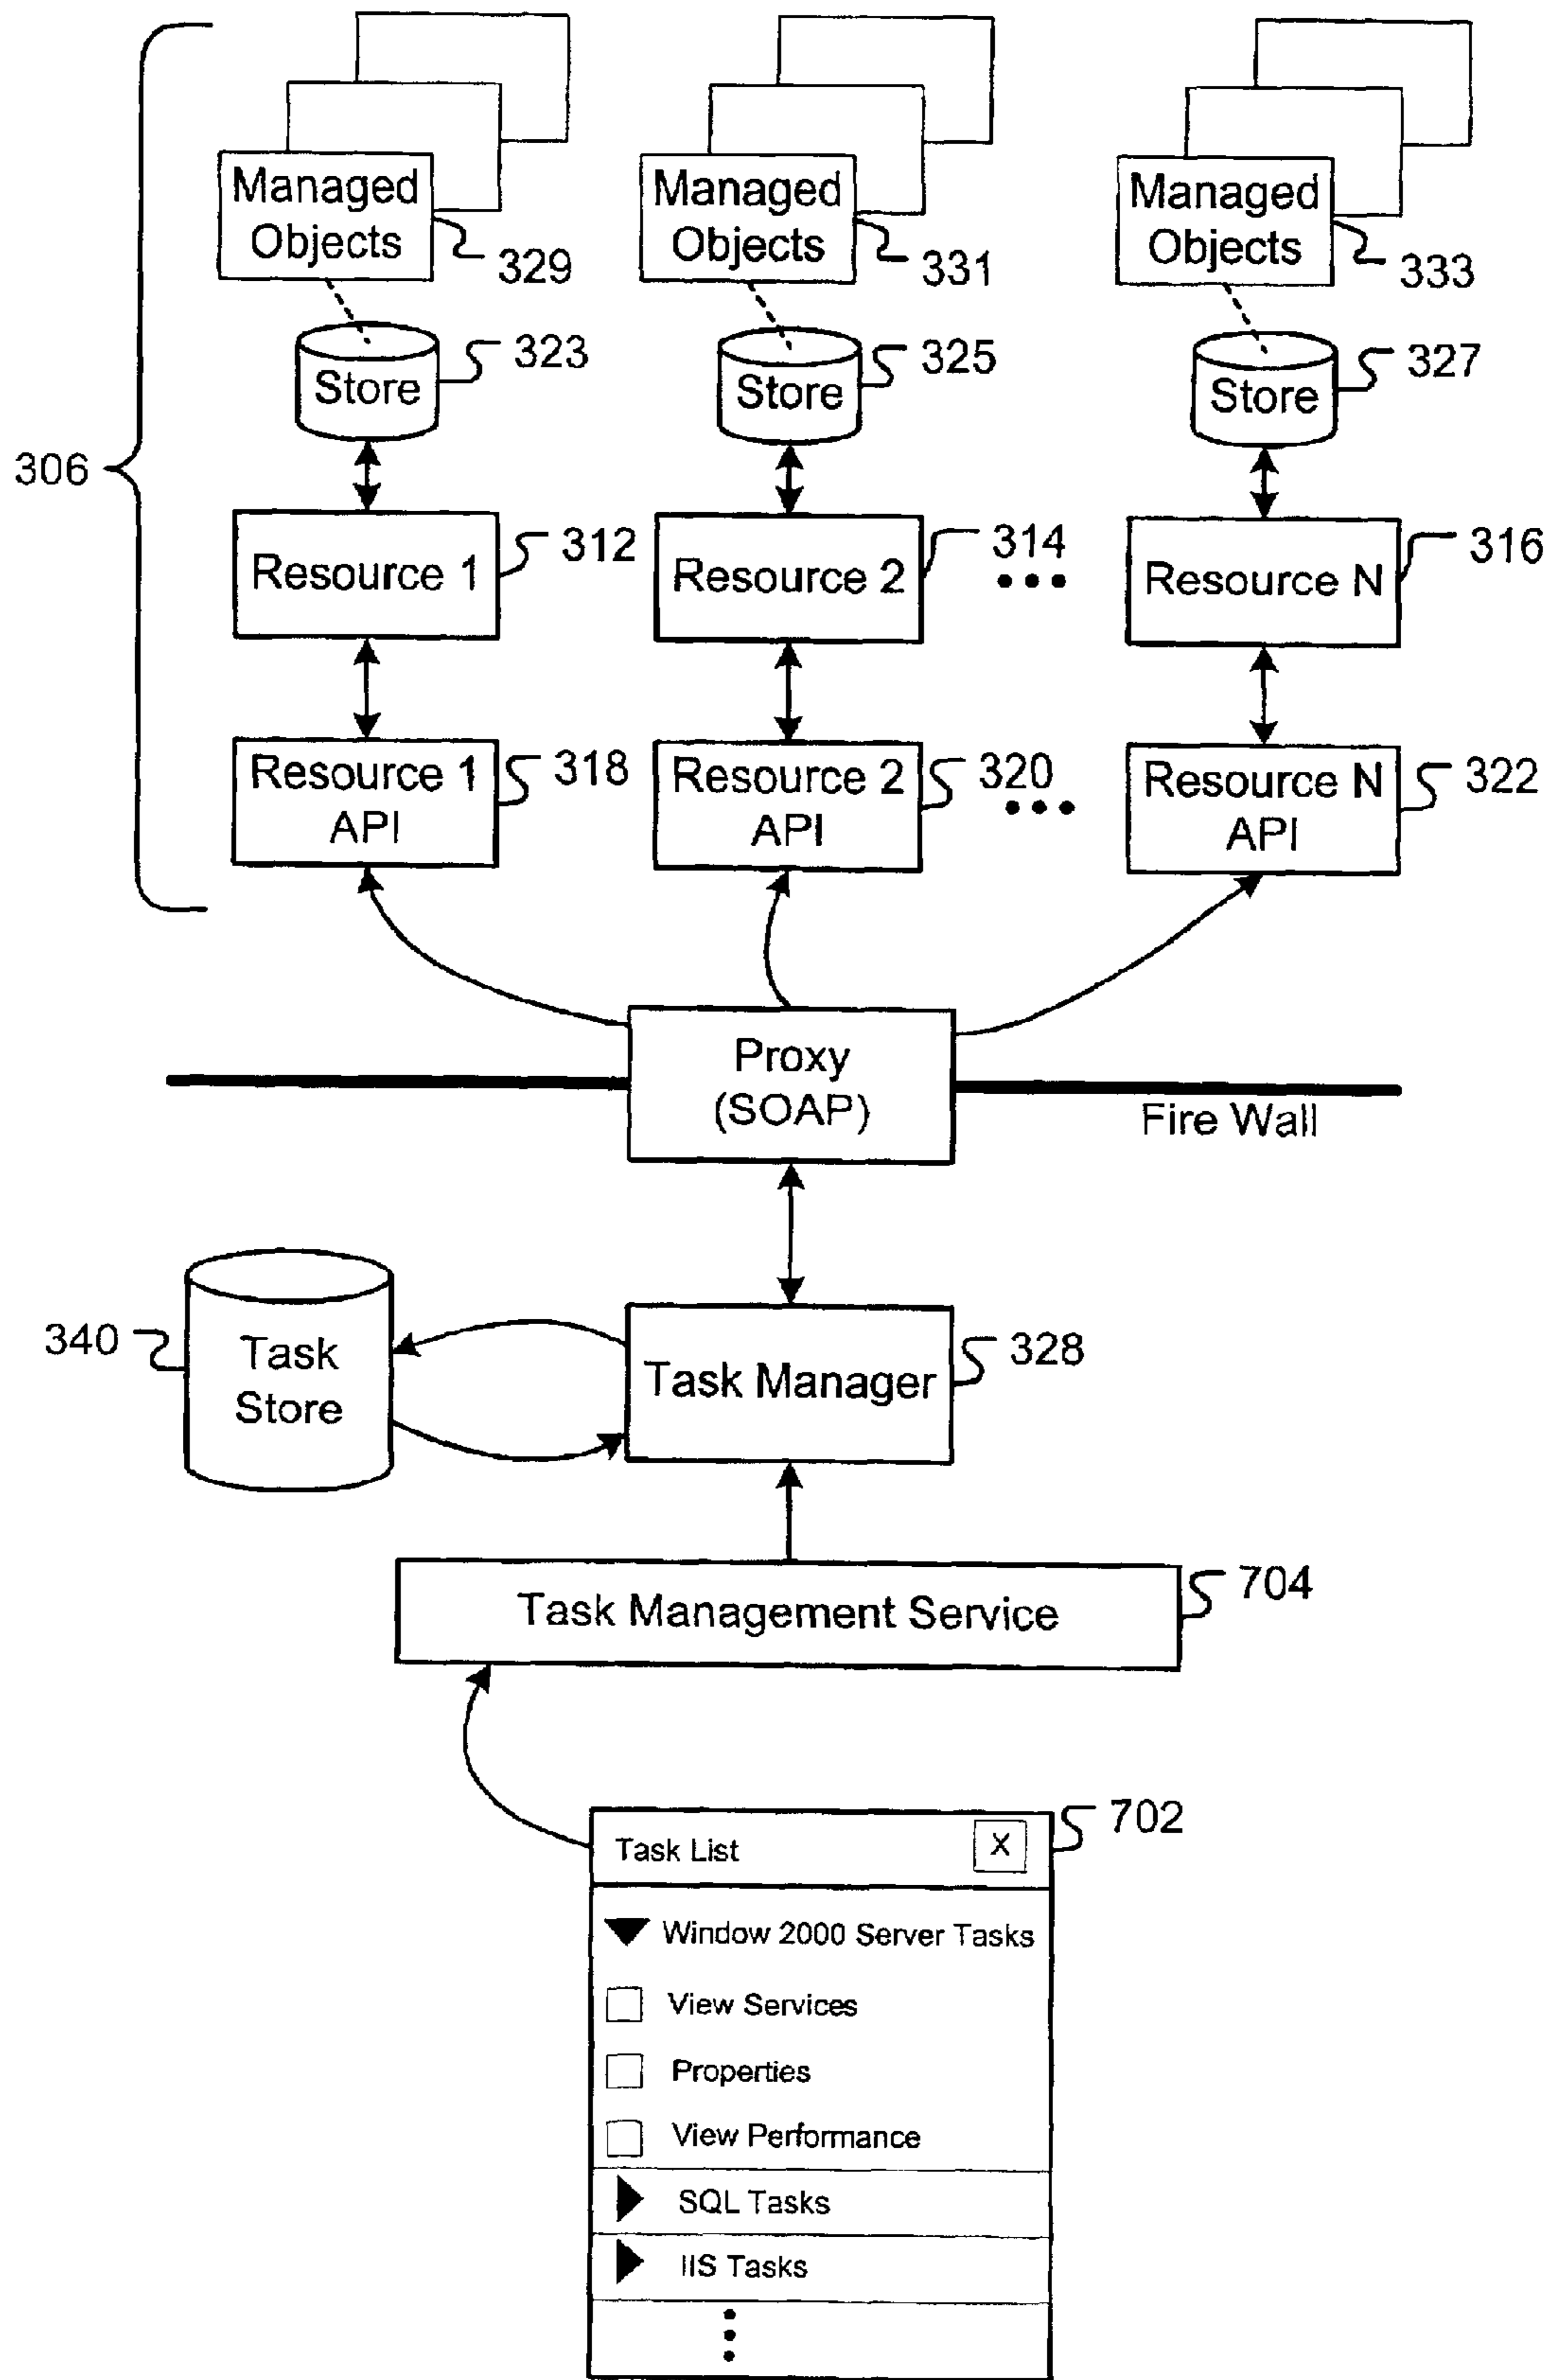 Managed
Objects
329
Managed
Objects
331
Managed
Objects
333
Store
323
Store
325
Store
327
306
Resource 1
312
Resource 2
314
Resource N
316
Resource 1
API
318
Resource 2
API
320
Resource N
API
322
Proxy
(SOAP)
Fire Wall
340
Task
Store
Task Manager
328
Task Management Service
704
Task List
X
702
Window 2000 Server Tasks
View Services
Properties
View Performance
SQL Tasks
IIS Tasks